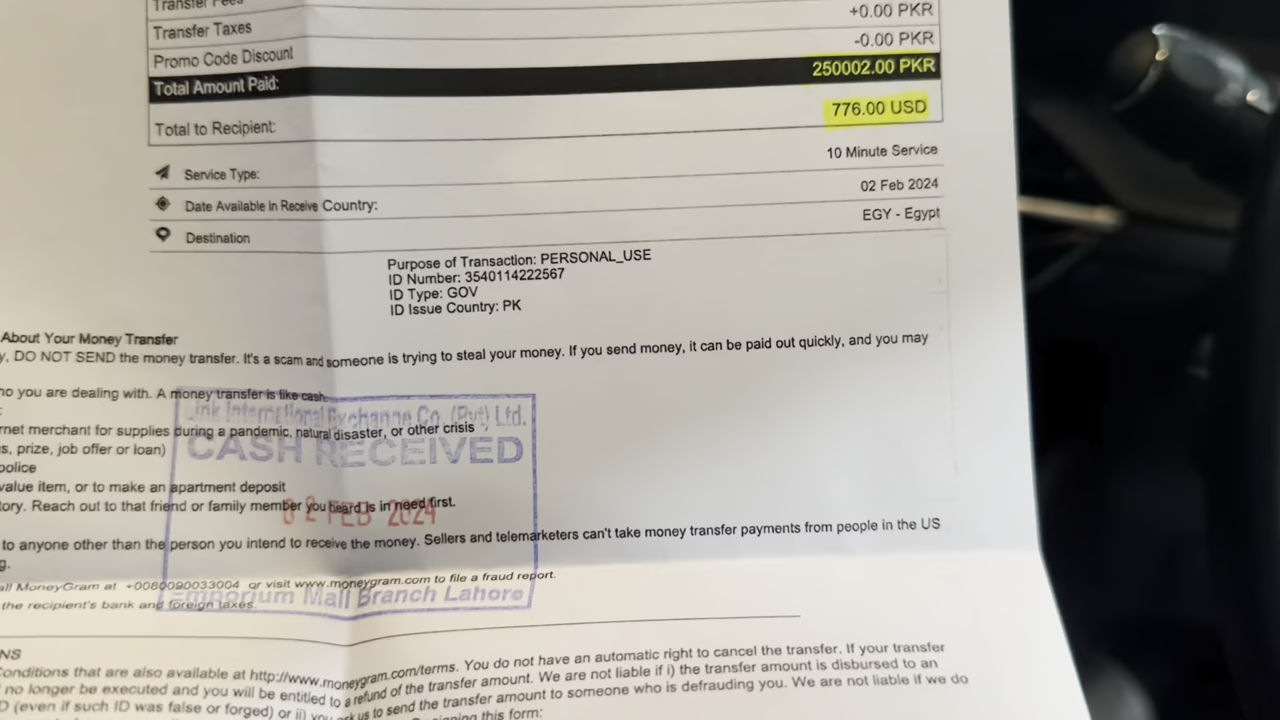 Transfer Fees
+0.00 PKR
Transfer Taxes
-0.00 PKR
Promo Code Discount
250002.00 PKR
Total Amount Paid:
776.00 USD
Total to Recipient:
10 Minute Service
Service Type:
02 Feb 2024
Date Available In Receive Country:
EGY - Egypt
Destination
Purpose of Transaction: PERSONAL_USE
ID Number: 3540114222567
ID Type: GOV
ID Issue Country: PK
About Your Money Transfer
DO NOT SEND the money transfer. It's a scam and someone is trying to steal your money. If you send money, it can be paid out quickly, and you may
you are dealing with. A money transfer is like cash.
Link International Exchange Co. (Pvt) Ltd.
merchant for supplies during a pandemic, natural disaster, or other crisis
CASH RECEIVED
prize, job offer or loan)
police
value item, or to make an apartment deposit
Reach out to that friend or family member you heard is in need first.
02 FEB 2024
to anyone other than the person you intend to receive the money. Sellers and telemarketers can't take money transfer payments from people in the US
MoneyGram at +0080090033004 or visit www.moneygram.com to file a fraud report.
Emporium Mall Branch Lahore
the recipient's bank and foreign taxes.
that are also available at http://www.moneygram.com/terms. You do not have an automatic right to cancel the transfer. If your transfer
no longer be executed and you will be entitled to a refund of the transfer amount. We are not liable if i) the transfer amount is disbursed to an
(even if such ID was false or forged) or ii) you ask us to send the transfer amount to someone who is defrauding you. We are not liable if we do
this form: